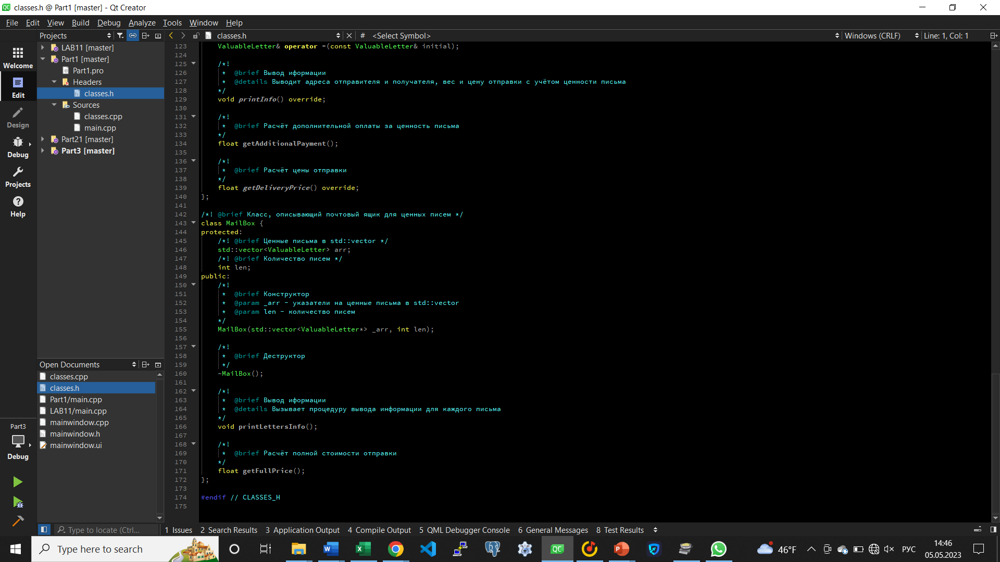 classes.h @ Part1 [master] - Qt Creator
File Edit View Build Debug Analyze Tools Window Help
Projects
classes.h
# <Select Symbol>
Windows (CRLF)
Line: 1, Col: 1
Welcome
Edit
Design
Debug
Projects
Help
LAB11 [master]
Part1 [master]
Part1.pro
Headers
classes.h
Sources
classes.cpp
main.cpp
Part21 [master]
Part3 [master]
123 ValuableLetter& operator =(const ValuableLetter& initial);
124
125 /*!
126 * @brief Вывод иформации
127 * @details Выводит адреса отправителя и получателя, вес и цену отправки с учётом ценности письма
128 */
129 void printInfo() override;
130
131 /*!
132 * @brief Расчёт дополнительной оплаты за ценность письма
133 */
134 float getAdditionalPayment();
135
136 /*!
137 * @brief Расчёт цены отправки
138 */
139 float getDeliveryPrice() override;
140 };
141
142 /*! @brief Класс, описывающий почтовый ящик для ценных писем */
143 class MailBox {
144 protected:
145 /*! @brief Ценные письма в std::vector */
146 std::vector<ValuableLetter> arr;
147 /*! @brief Количество писем */
148 int len;
149 public:
150 /*!
151 * @brief Конструктор
152 * @param _arr - указатели на ценные письма в std::vector
153 * @param len - количество писем
154 */
155 MailBox(std::vector<ValuableLetter*> _arr, int len);
156
157 /*!
158 * @brief Деструктор
159 */
160 ~MailBox();
161
162 /*!
163 * @brief Вывод иформации
164 * @details Вызывает процедуру вывода информации для каждого письма
165 */
166 void printLettersInfo();
167
168 /*!
169 * @brief Расчёт полной стоимости отправки
170 */
171 float getFullPrice();
172 };
173
174 #endif // CLASSES_H
175
Open Documents
classes.cpp
classes.h
Part1/main.cpp
LAB11/main.cpp
mainwindow.cpp
mainwindow.h
mainwindow.ui
Part3
Debug
Type to locate (Ctrl...
1 Issues 2 Search Results 3 Application Output 4 Compile Output 5 QML Debugger Console 6 General Messages 8 Test Results
Type here to search
46°F
РУС
14:46
05.05.2023